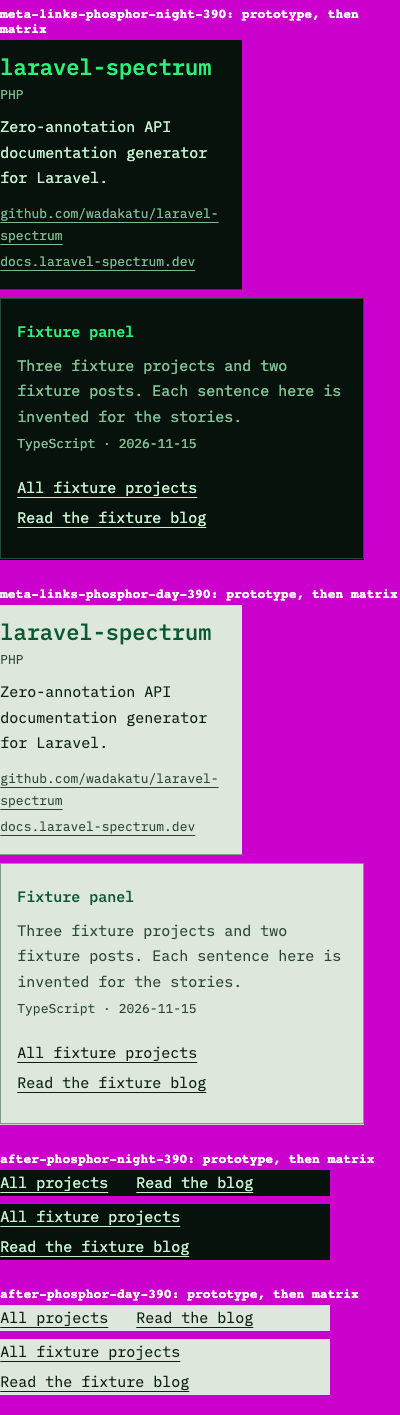 meta-links-phosphor-night-390: prototype, then
matrix
laravel-spectrum
PHP
Zero-annotation API
documentation generator
for Laravel.
github.com/wadakatu/laravel-
spectrum
docs.laravel-spectrum.dev
Fixture panel
Three fixture projects and two
fixture posts. Each sentence here is
invented for the stories.
TypeScript · 2026-11-15
All fixture projects
Read the fixture blog
meta-links-phosphor-day-390: prototype, then matrix
laravel-spectrum
PHP
Zero-annotation API
documentation generator
for Laravel.
github.com/wadakatu/laravel-
spectrum
docs.laravel-spectrum.dev
Fixture panel
Three fixture projects and two
fixture posts. Each sentence here is
invented for the stories.
TypeScript · 2026-11-15
All fixture projects
Read the fixture blog
after-phosphor-night-390: prototype, then matrix
All projects Read the blog
All fixture projects
Read the fixture blog
after-phosphor-day-390: prototype, then matrix
All projects Read the blog
All fixture projects
Read the fixture blog